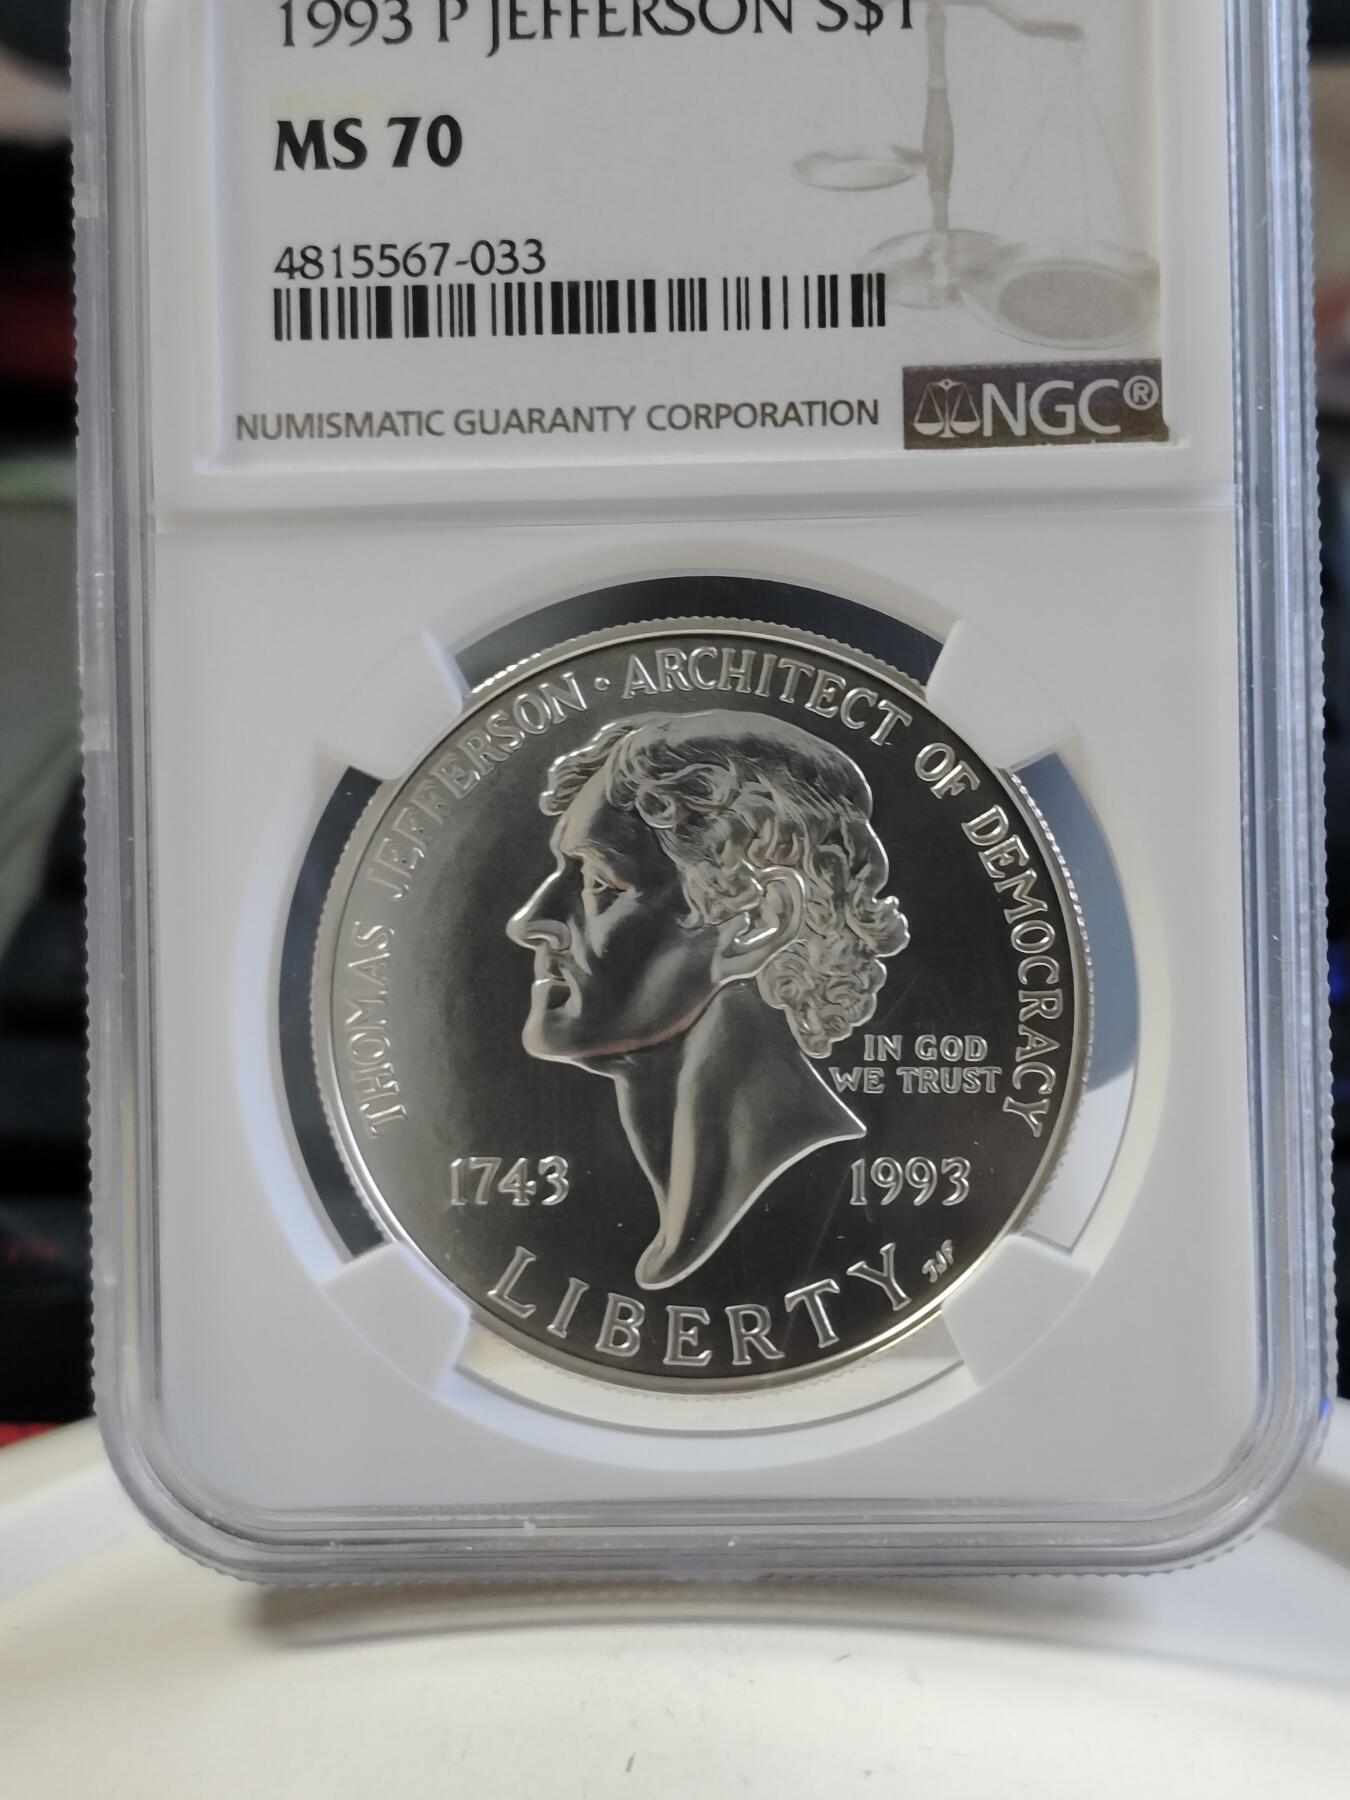 1993 P JEFFERSON S$1
MS 70
4815567-033
NUMISMATIC GUARANTY CORPORATION
NGC®
THOMAS JEFFERSON · ARCHITECT OF DEMOCRACY
IN GOD
WE TRUST
1743
1993
LIBERTY